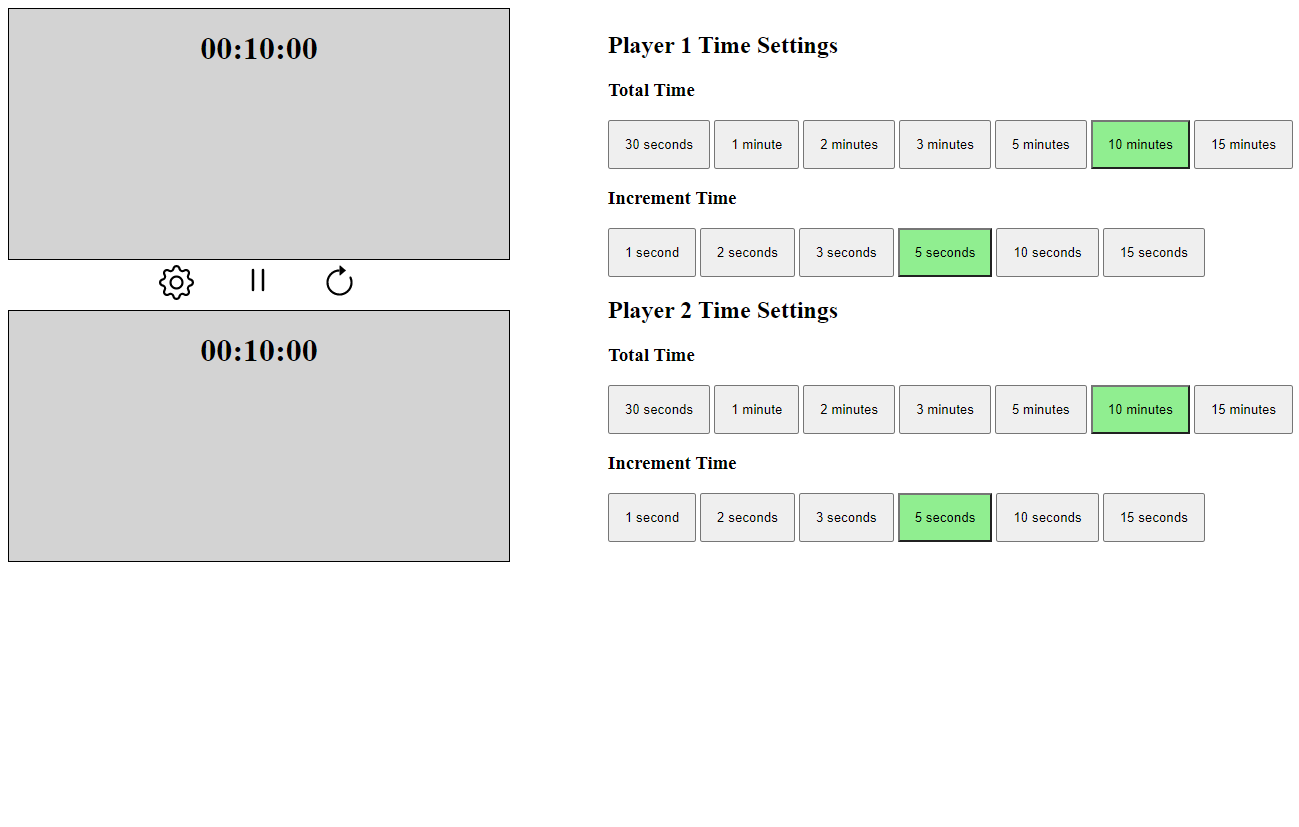 00:10:00
00:10:00
Player 1 Time Settings
Total Time
30 seconds 1 minute 2 minutes 3 minutes 5 minutes 10 minutes 15 minutes
Increment Time
1 second 2 seconds 3 seconds 5 seconds 10 seconds 15 seconds
Player 2 Time Settings
Total Time
30 seconds 1 minute 2 minutes 3 minutes 5 minutes 10 minutes 15 minutes
Increment Time
1 second 2 seconds 3 seconds 5 seconds 10 seconds 15 seconds